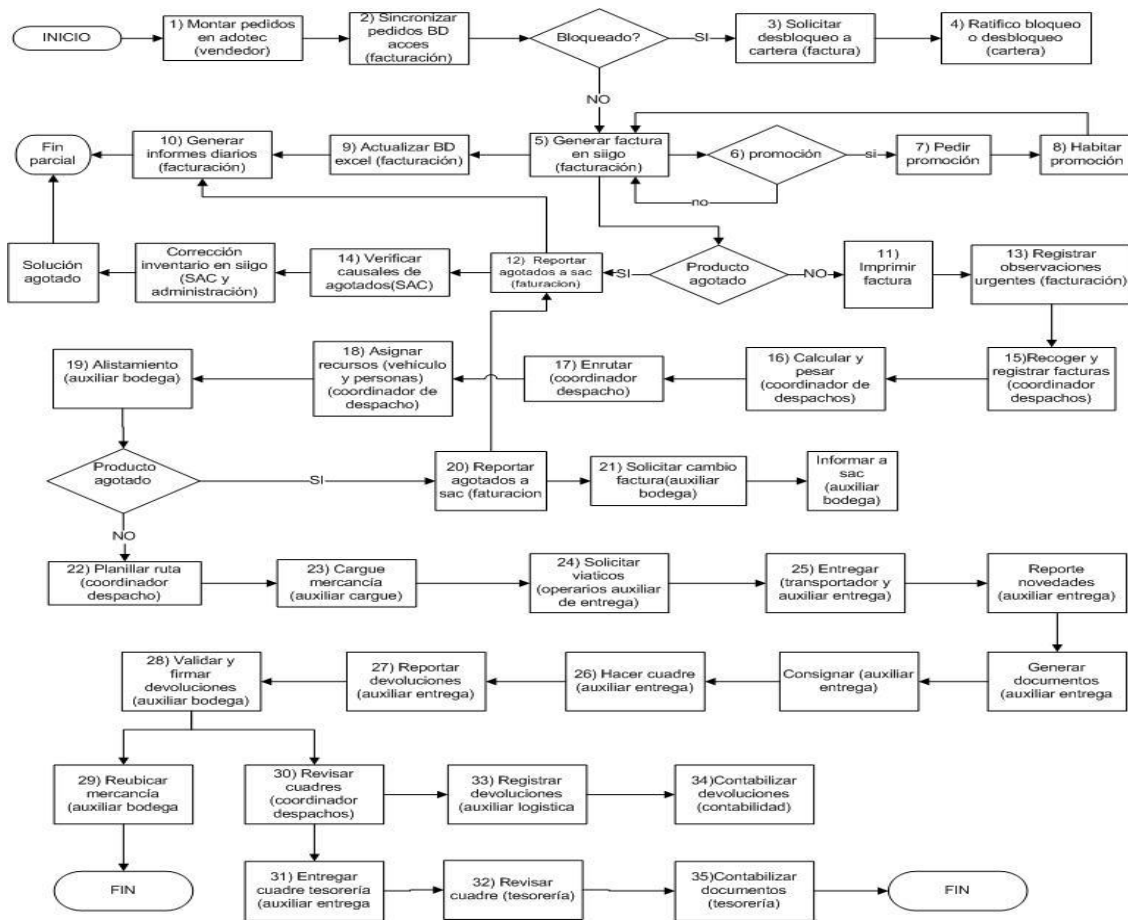 INICIO
1) Montar pedidos
en adotec
(vendedor)
2) Sincronizar
pedidos BD
acces
(facturación)
Bloqueado?
SI
3) Solicitar
desbloqueo a
cartera (factura)
4) Ratifico bloqueo
o desbloqueo
(cartera)
NO
Fin
parcial
10) Generar
informes diarios
(facturación)
9) Actualizar BD
excel (facturación)
5) Generar factura
en siigo
(facturación)
6) promoción
si
7) Pedir
promoción
8) Habitar
promoción
no
Solución
agotado
Corrección
inventario en siigo
(SAC y
administración)
14) Verificar
causales de
agotados(SAC)
12) Reportar
agotados a sac
(faturacion)
SI
Producto
agotado
NO
11)
Imprimir
factura
13) Registrar
observaciones
urgentes (facturación)
19) Alistamiento
(auxiliar bodega)
18) Asignar
recursos (vehículo
y personas)
(coordinador de
despacho)
17) Enrutar
(coordinador
despacho)
16) Calcular y
pesar
(coordinador de
despachos)
15)Recoger y
registrar facturas
(coordinador
despachos)
Producto
agotado
SI
20) Reportar
agotados a
sac (faturacion
21) Solicitar cambio
factura(auxiliar
bodega)
Informar a
sac
(auxiliar
bodega)
NO
22) Planillar ruta
(coordinador
despacho)
23) Cargue
mercancía
(auxiliar cargue)
24) Solicitar
viaticos
(operarios auxiliar
de entrega)
25) Entregar
(transportador y
auxiliar entrega)
Reporte
novedades
(auxiliar entrega)
28) Validar y
firmar
devoluciones
(auxiliar bodega)
27) Reportar
devoluciones
(auxiliar entrega)
26) Hacer cuadre
(auxiliar entrega)
Consignar (auxiliar
entrega)
Generar
documentos
(auxiliar entrega
29) Reubicar
mercancía
(auxiliar bodega
30) Revisar
cuadres
(coordinador
despachos)
33) Registrar
devoluciones
(auxiliar logistica
34)Contabilizar
devoluciones
(contabilidad)
FIN
31) Entregar
cuadre tesorería
(auxiliar entrega
32) Revisar
cuadre (tesorería)
35)Contabilizar
documentos
(tesorería)
FIN